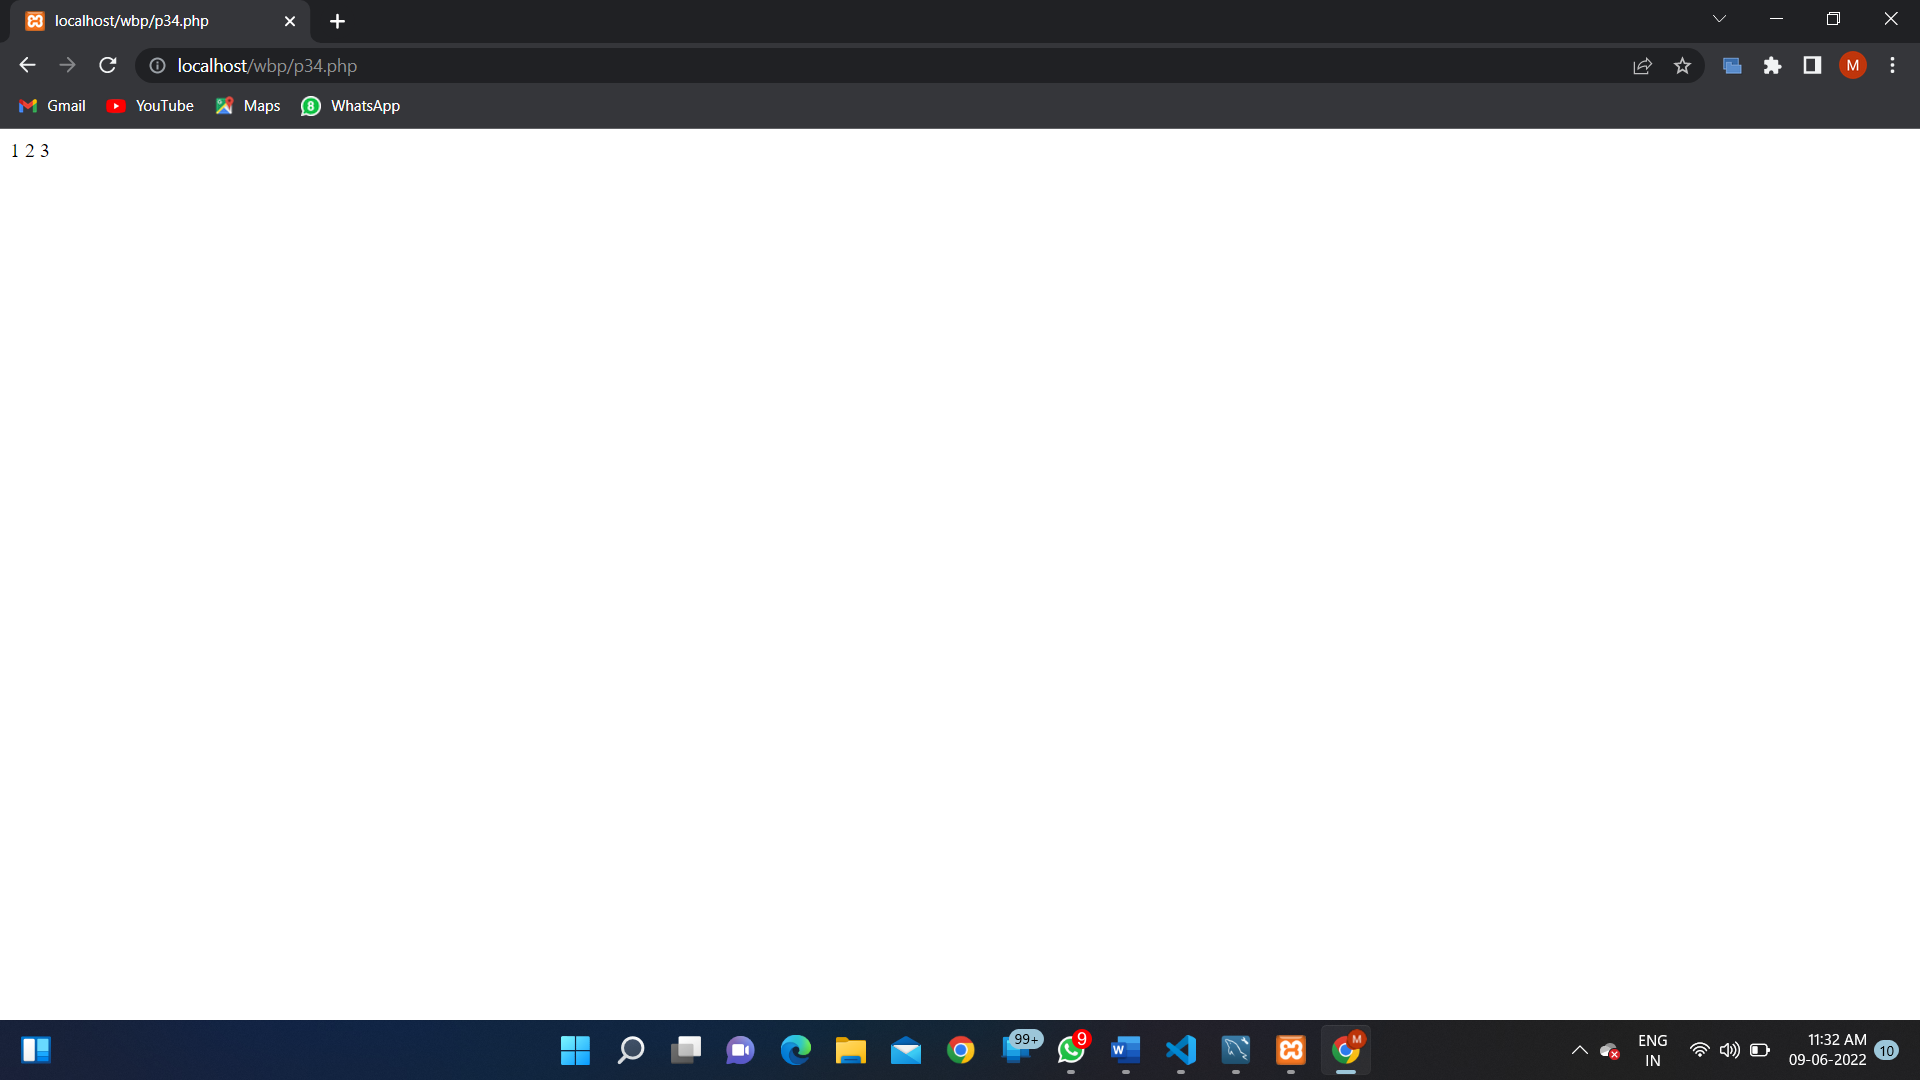 localhost/wbp/p34.php
localhost/wbp/p34.php
M
Gmail
YouTube
Maps
8
WhatsApp
1 2 3
99+
9
W
M
ENG
IN
11:32 AM
09-06-2022
10